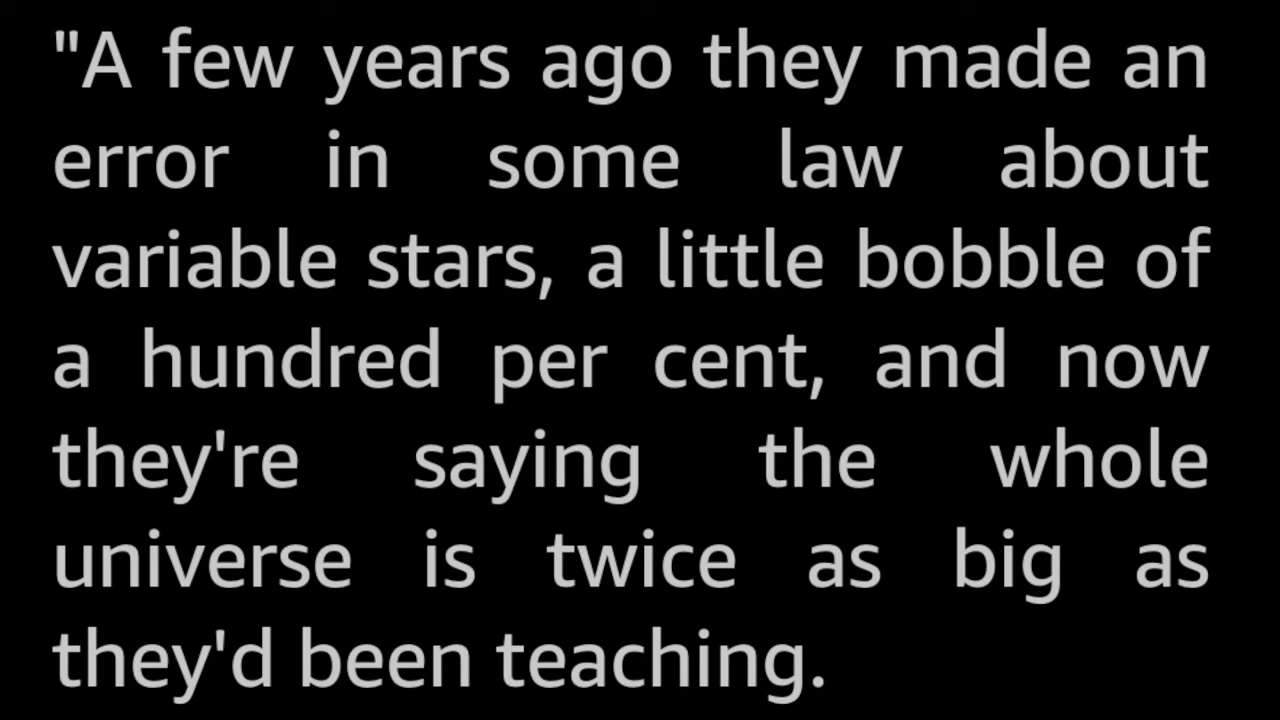 "A few years ago they made an
error in some law about
variable stars, a little bobble of
a hundred per cent, and now
they're saying the whole
universe is twice as big as
they'd been teaching.